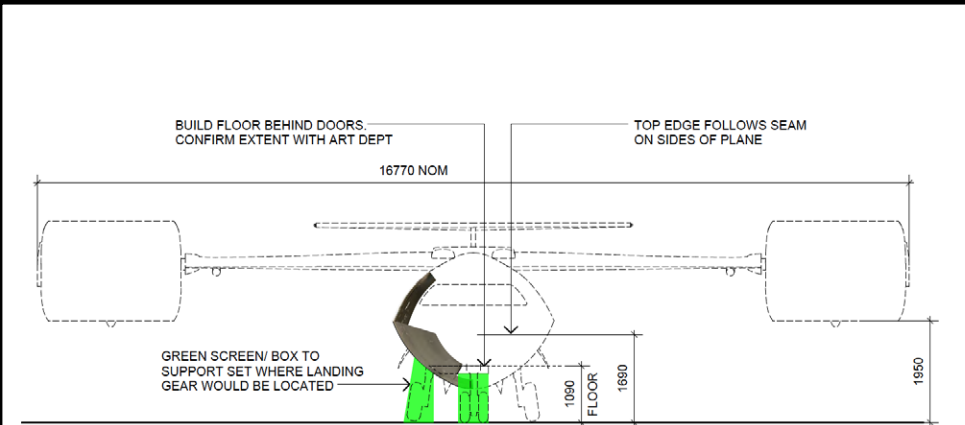 BUILD FLOOR BEHIND DOORS.
CONFIRM EXTENT WITH ART DEPT
TOP EDGE FOLLOWS SEAM
ON SIDES OF PLANE
16770 NOM
GREEN SCREEN/ BOX TO
SUPPORT SET WHERE LANDING
GEAR WOULD BE LOCATED
1090
FLOOR
1690
1950